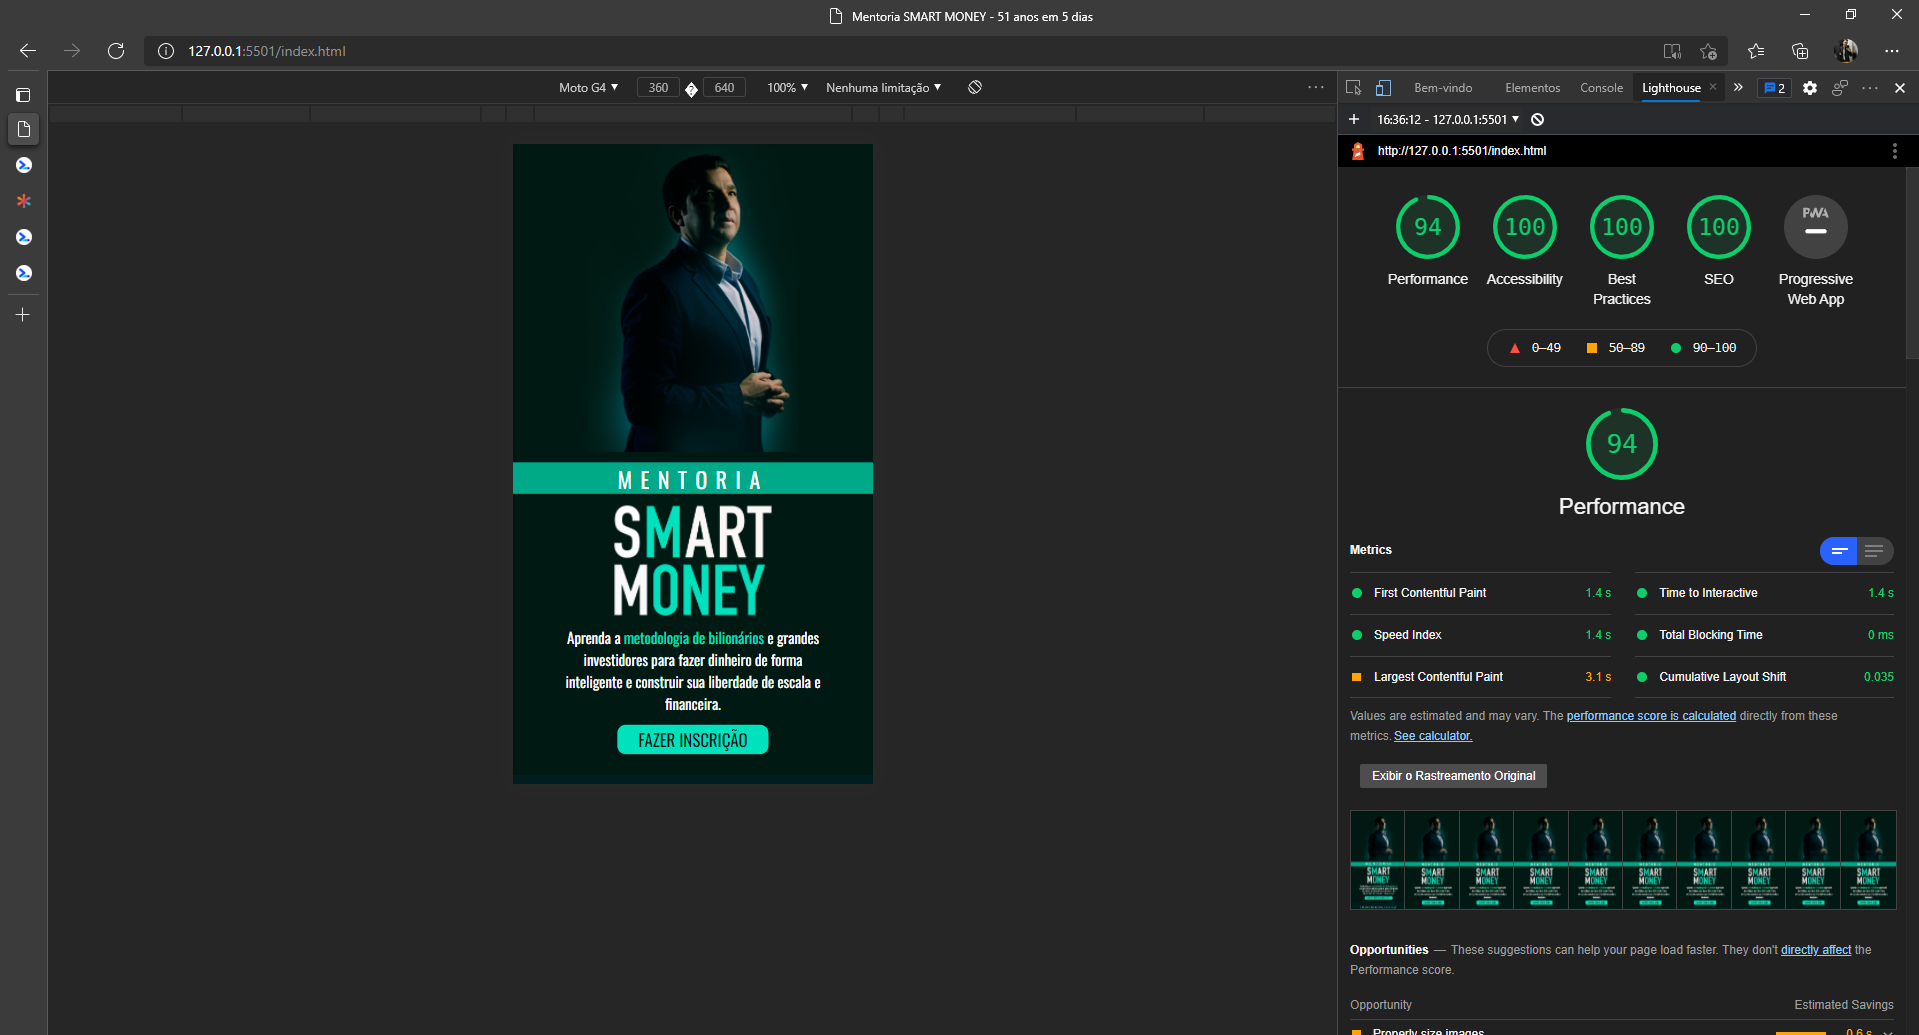 Mentoria SMART MONEY - 51 anos em 5 dias
127.0.0.1:5501/index.html
Moto G4 ▼ 360 640 100% ▼ Nenhuma limitação ▼
Bem-vindo Elementos Console Lighthouse 2
16:36:12 - 127.0.0.1:5501 ▼
http://127.0.0.1:5501/index.html
94 100 100 100 PWA
Performance Accessibility Best Practices SEO Progressive Web App
0–49 50–89 90–100
94
Performance
Metrics
First Contentful Paint 1.4 s
Time to Interactive 1.4 s
Speed Index 1.4 s
Total Blocking Time 0 ms
Largest Contentful Paint 3.1 s
Cumulative Layout Shift 0.035
Values are estimated and may vary. The performance score is calculated directly from these
metrics. See calculator.
Exibir o Rastreamento Original
Opportunities — These suggestions can help your page load faster. They don't directly affect the
Performance score.
Opportunity Estimated Savings
Properly size images 0.6 s
MENTORIA
SMART
MONEY
Aprenda a metodologia de bilionários e grandes
investidores para fazer dinheiro de forma
inteligente e construir sua liberdade de escala e
financeira.
FAZER INSCRIÇÃO